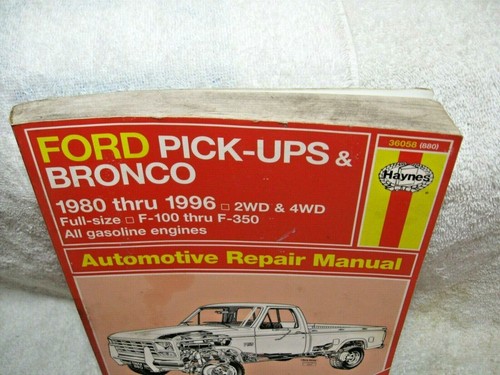 36058 (880)
Haynes
FORD PICK-UPS &
BRONCO
1980 thru 1996 □ 2WD & 4WD
Full-size □ F-100 thru F-350
All gasoline engines
Automotive Repair Manual